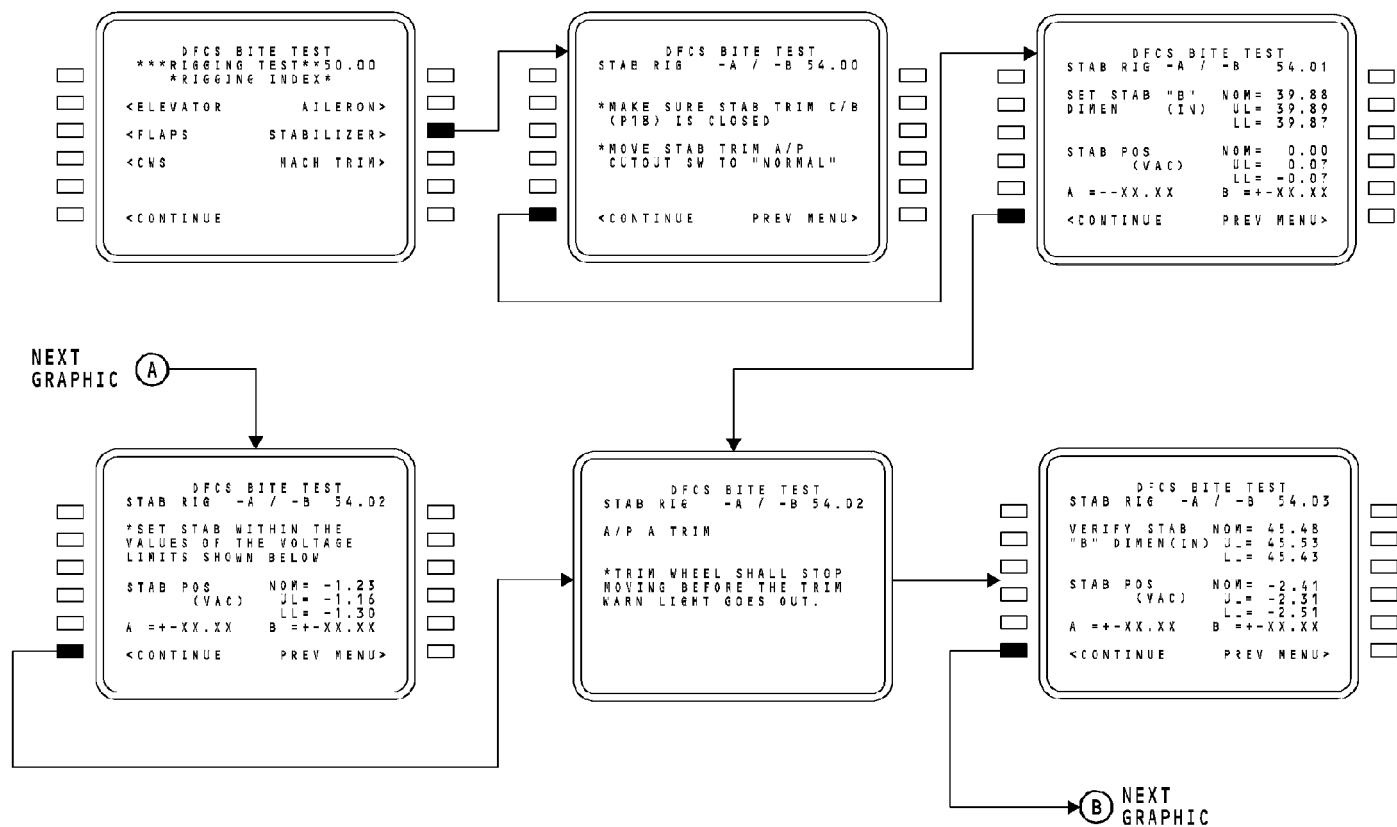 DFCS BITE TEST
***RIGGING TEST**50.00
*RIGGING INDEX*
<ELEVATOR AILERON>
<FLAPS STABILIZER>
<CWS MACH TRIM>
<CONTINUE
DFCS BITE TEST
STAB RIG -A / -B 54.00
*MAKE SURE STAB TRIM C/B
(P18) IS CLOSED
*MOVE STAB TRIM A/P
CUTOUT SW TO "NORMAL"
<CONTINUE PREV MENU>
DFCS BITE TEST
STAB RIG -A / -B 54.01
SET STAB "B" NOM= 39.88
DIMEN (IN) UL= 39.89
LL= 39.87
STAB POS NOM= 0.00
(VAC) UL= 0.07
LL= -0.07
A =--XX.XX B =+-XX.XX
<CONTINUE PREV MENU>
NEXT
GRAPHIC A
DFCS BITE TEST
STAB RIG -A / -B 54.02
*SET STAB WITHIN THE
VALUES OF THE VOLTAGE
LIMITS SHOWN BELOW
STAB POS NOM= -1.23
(VAC) UL= -1.16
LL= -1.30
A =+-XX.XX B =+-XX.XX
<CONTINUE PREV MENU>
DFCS BITE TEST
STAB RIG -A / -B 54.02
A/P A TRIM
*TRIM WHEEL SHALL STOP
MOVING BEFORE THE TRIM
WARN LIGHT GOES OUT.
DFCS BITE TEST
STAB RIG -A / -B 54.03
VERIFY STAB NOM= 45.48
"B" DIMEN(IN) UL= 45.53
LL= 45.43
STAB POS NOM= -2.41
(VAC) UL= -2.31
LL= -2.51
A =+-XX.XX B =+-XX.XX
<CONTINUE PREV MENU>
B NEXT
GRAPHIC